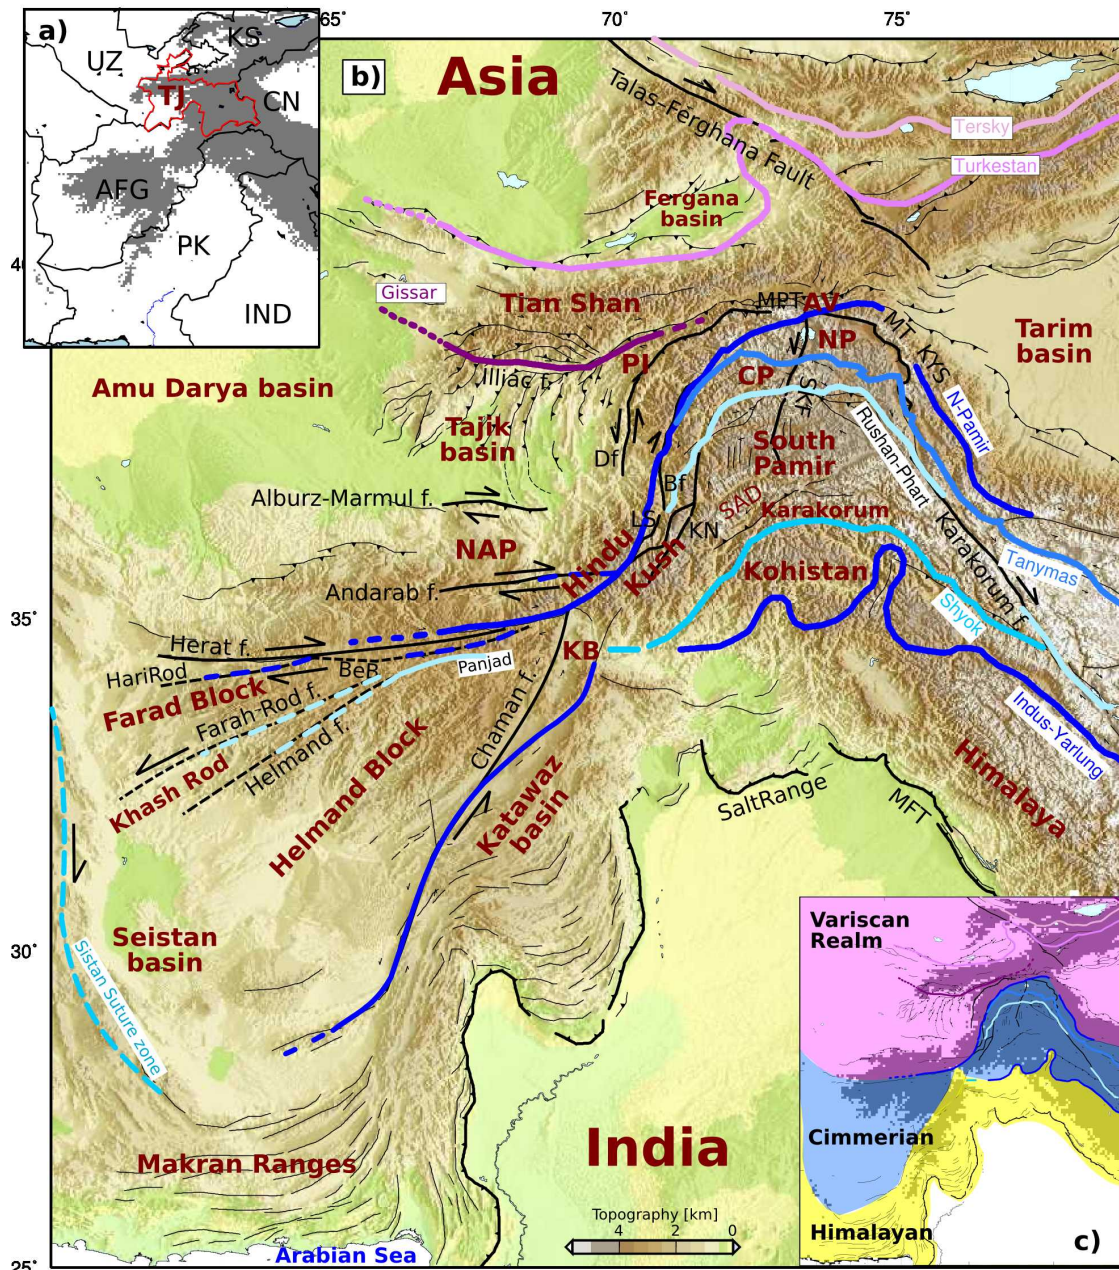 65°
70°
75°
a)
KS
UZ
TJ
CN
AFG
PK
IND
b)
Asia
Talas-Ferghana Fault
Tersky
Turkestan
Fergana
basin
40
Gissar
Tian Shan
MPT
AV
MT
KYS
NP
Tarim
basin
PI
CP
Amu Darya basin
Illiac f.
SKF
N-Pamir
Tajik
basin
Df
South
Pamir
Rushan-Phart
Bf
Alburz-Marmul f.
SAD
Karakorum
LS
KN
NAP
Hindu
Kush
Kohistan
Karakorum f.
Tanymas
Andarab f.
35°
Shyok
Herat f.
KB
HariRod
BeR
Panjad
Farad Block
Farah-Rod f.
Chaman f.
Indus-Yarlung
Helmand f.
Khash Rod
Helmand Block
Katawaz
basin
SaltRange
MFT
Himalaya
Seistan
basin
30°
Sistan Suture zone
Variscan
Realm
Cimmerian
Himalayan
c)
Makran Ranges
India
Topography [km]
4 2 0
Arabian Sea
25°